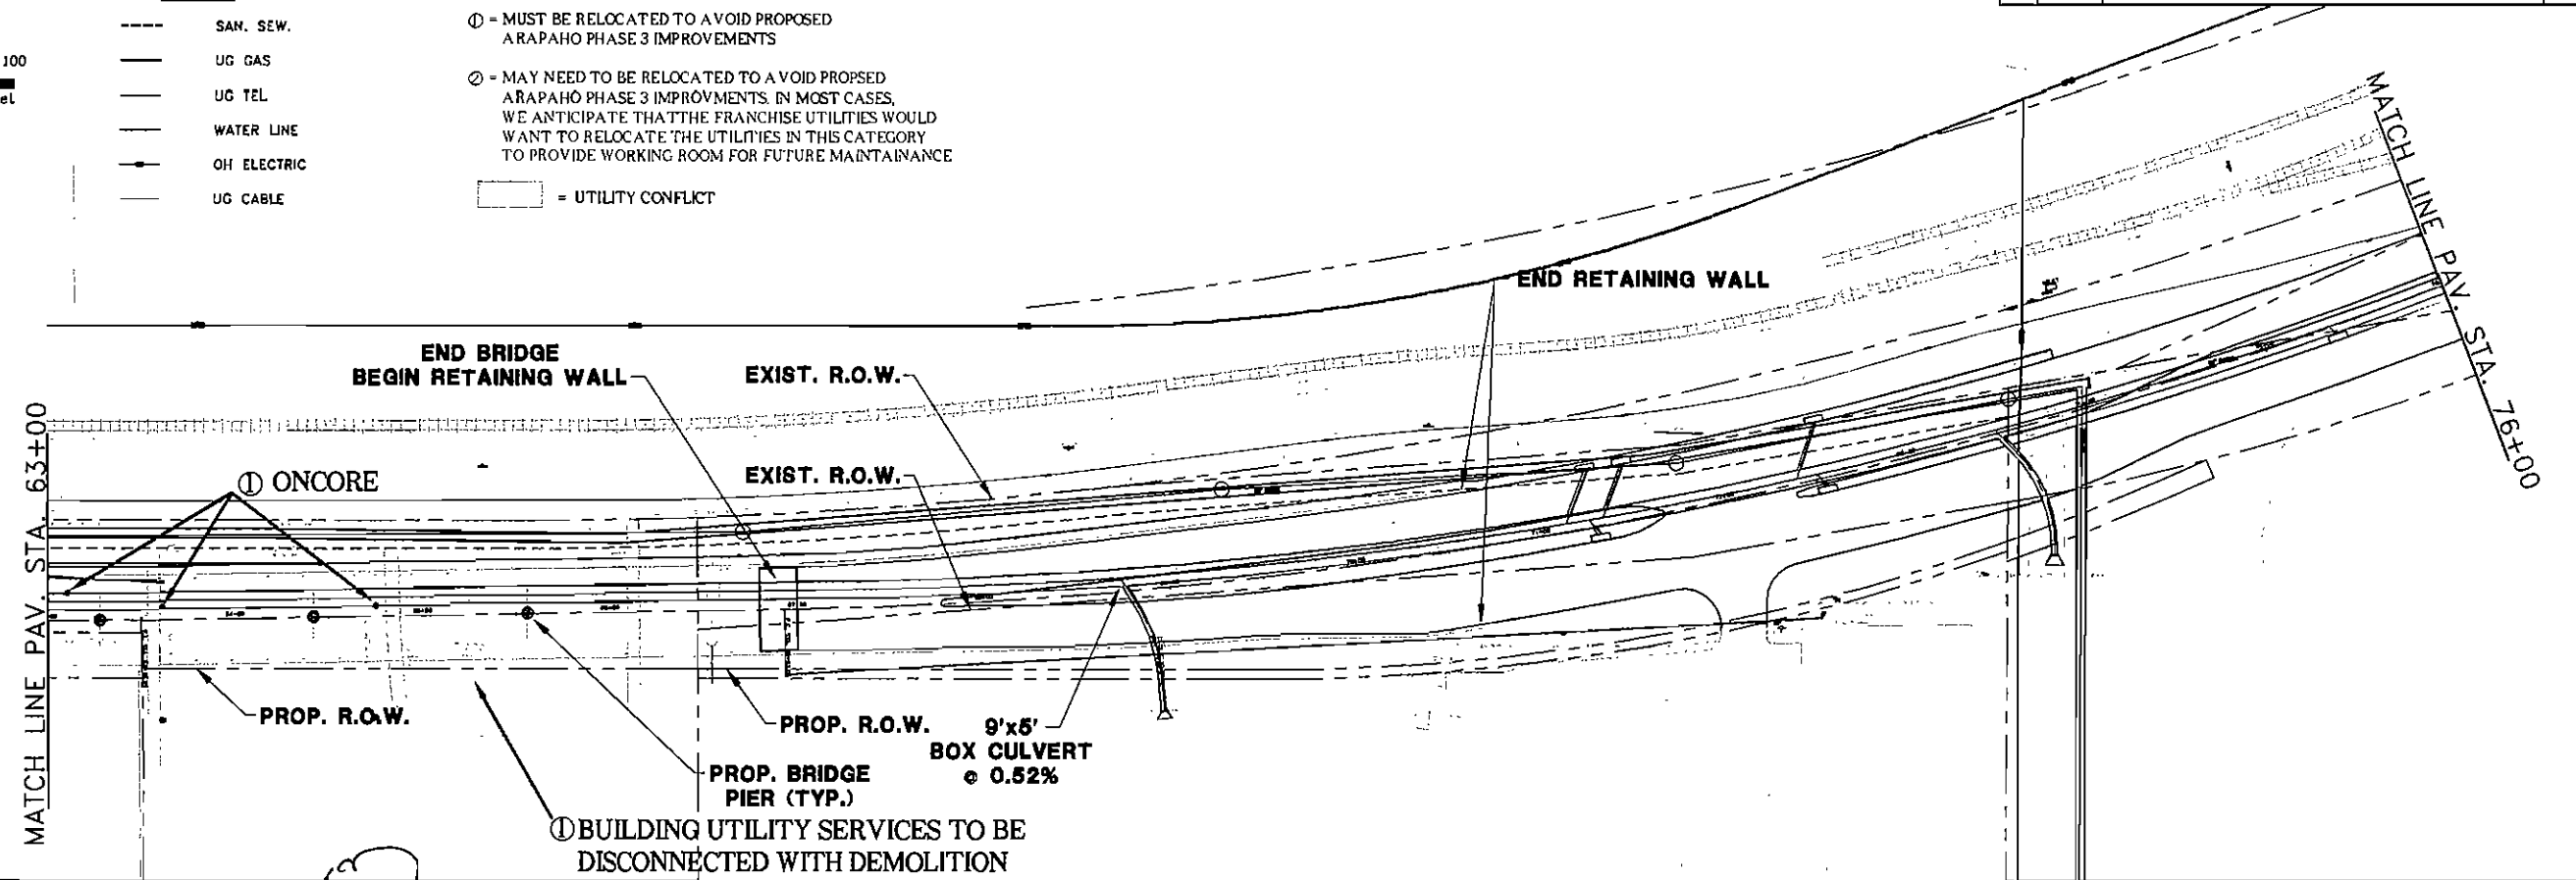 SAN. SEW.
UG GAS
UG TEL
WATER LINE
OH ELECTRIC
UG CABLE
100
el
① = MUST BE RELOCATED TO AVOID PROPOSED
ARAPAHO PHASE 3 IMPROVEMENTS
② = MAY NEED TO BE RELOCATED TO AVOID PROPSED
ARAPAHO PHASE 3 IMPROVMENTS. IN MOST CASES,
WE ANTICIPATE THAT THE FRANCHISE UTILITIES WOULD
WANT TO RELOCATE THE UTILITIES IN THIS CATEGORY
TO PROVIDE WORKING ROOM FOR FUTURE MAINTAINANCE
= UTILITY CONFLICT
MATCH LINE PAV. STA. 63+00
MATCH LINE PAV. STA. 76+00
END RETAINING WALL
END BRIDGE
BEGIN RETAINING WALL
EXIST. R.O.W.
EXIST. R.O.W.
① ONCORE
PROP. R.O.W.
PROP. R.O.W.
9'x5'
BOX CULVERT
@ 0.52%
PROP. BRIDGE
PIER (TYP.)
① BUILDING UTILITY SERVICES TO BE
DISCONNECTED WITH DEMOLITION